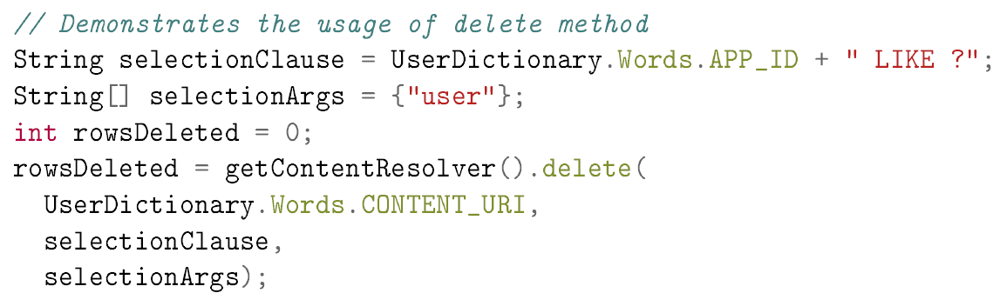 // Demonstrates the usage of delete method
String selectionClause = UserDictionary.Words.APP_ID + " LIKE ?";
String[] selectionArgs = {"user"};
int rowsDeleted = 0;
rowsDeleted = getContentResolver().delete(
  UserDictionary.Words.CONTENT_URI,
  selectionClause,
  selectionArgs);